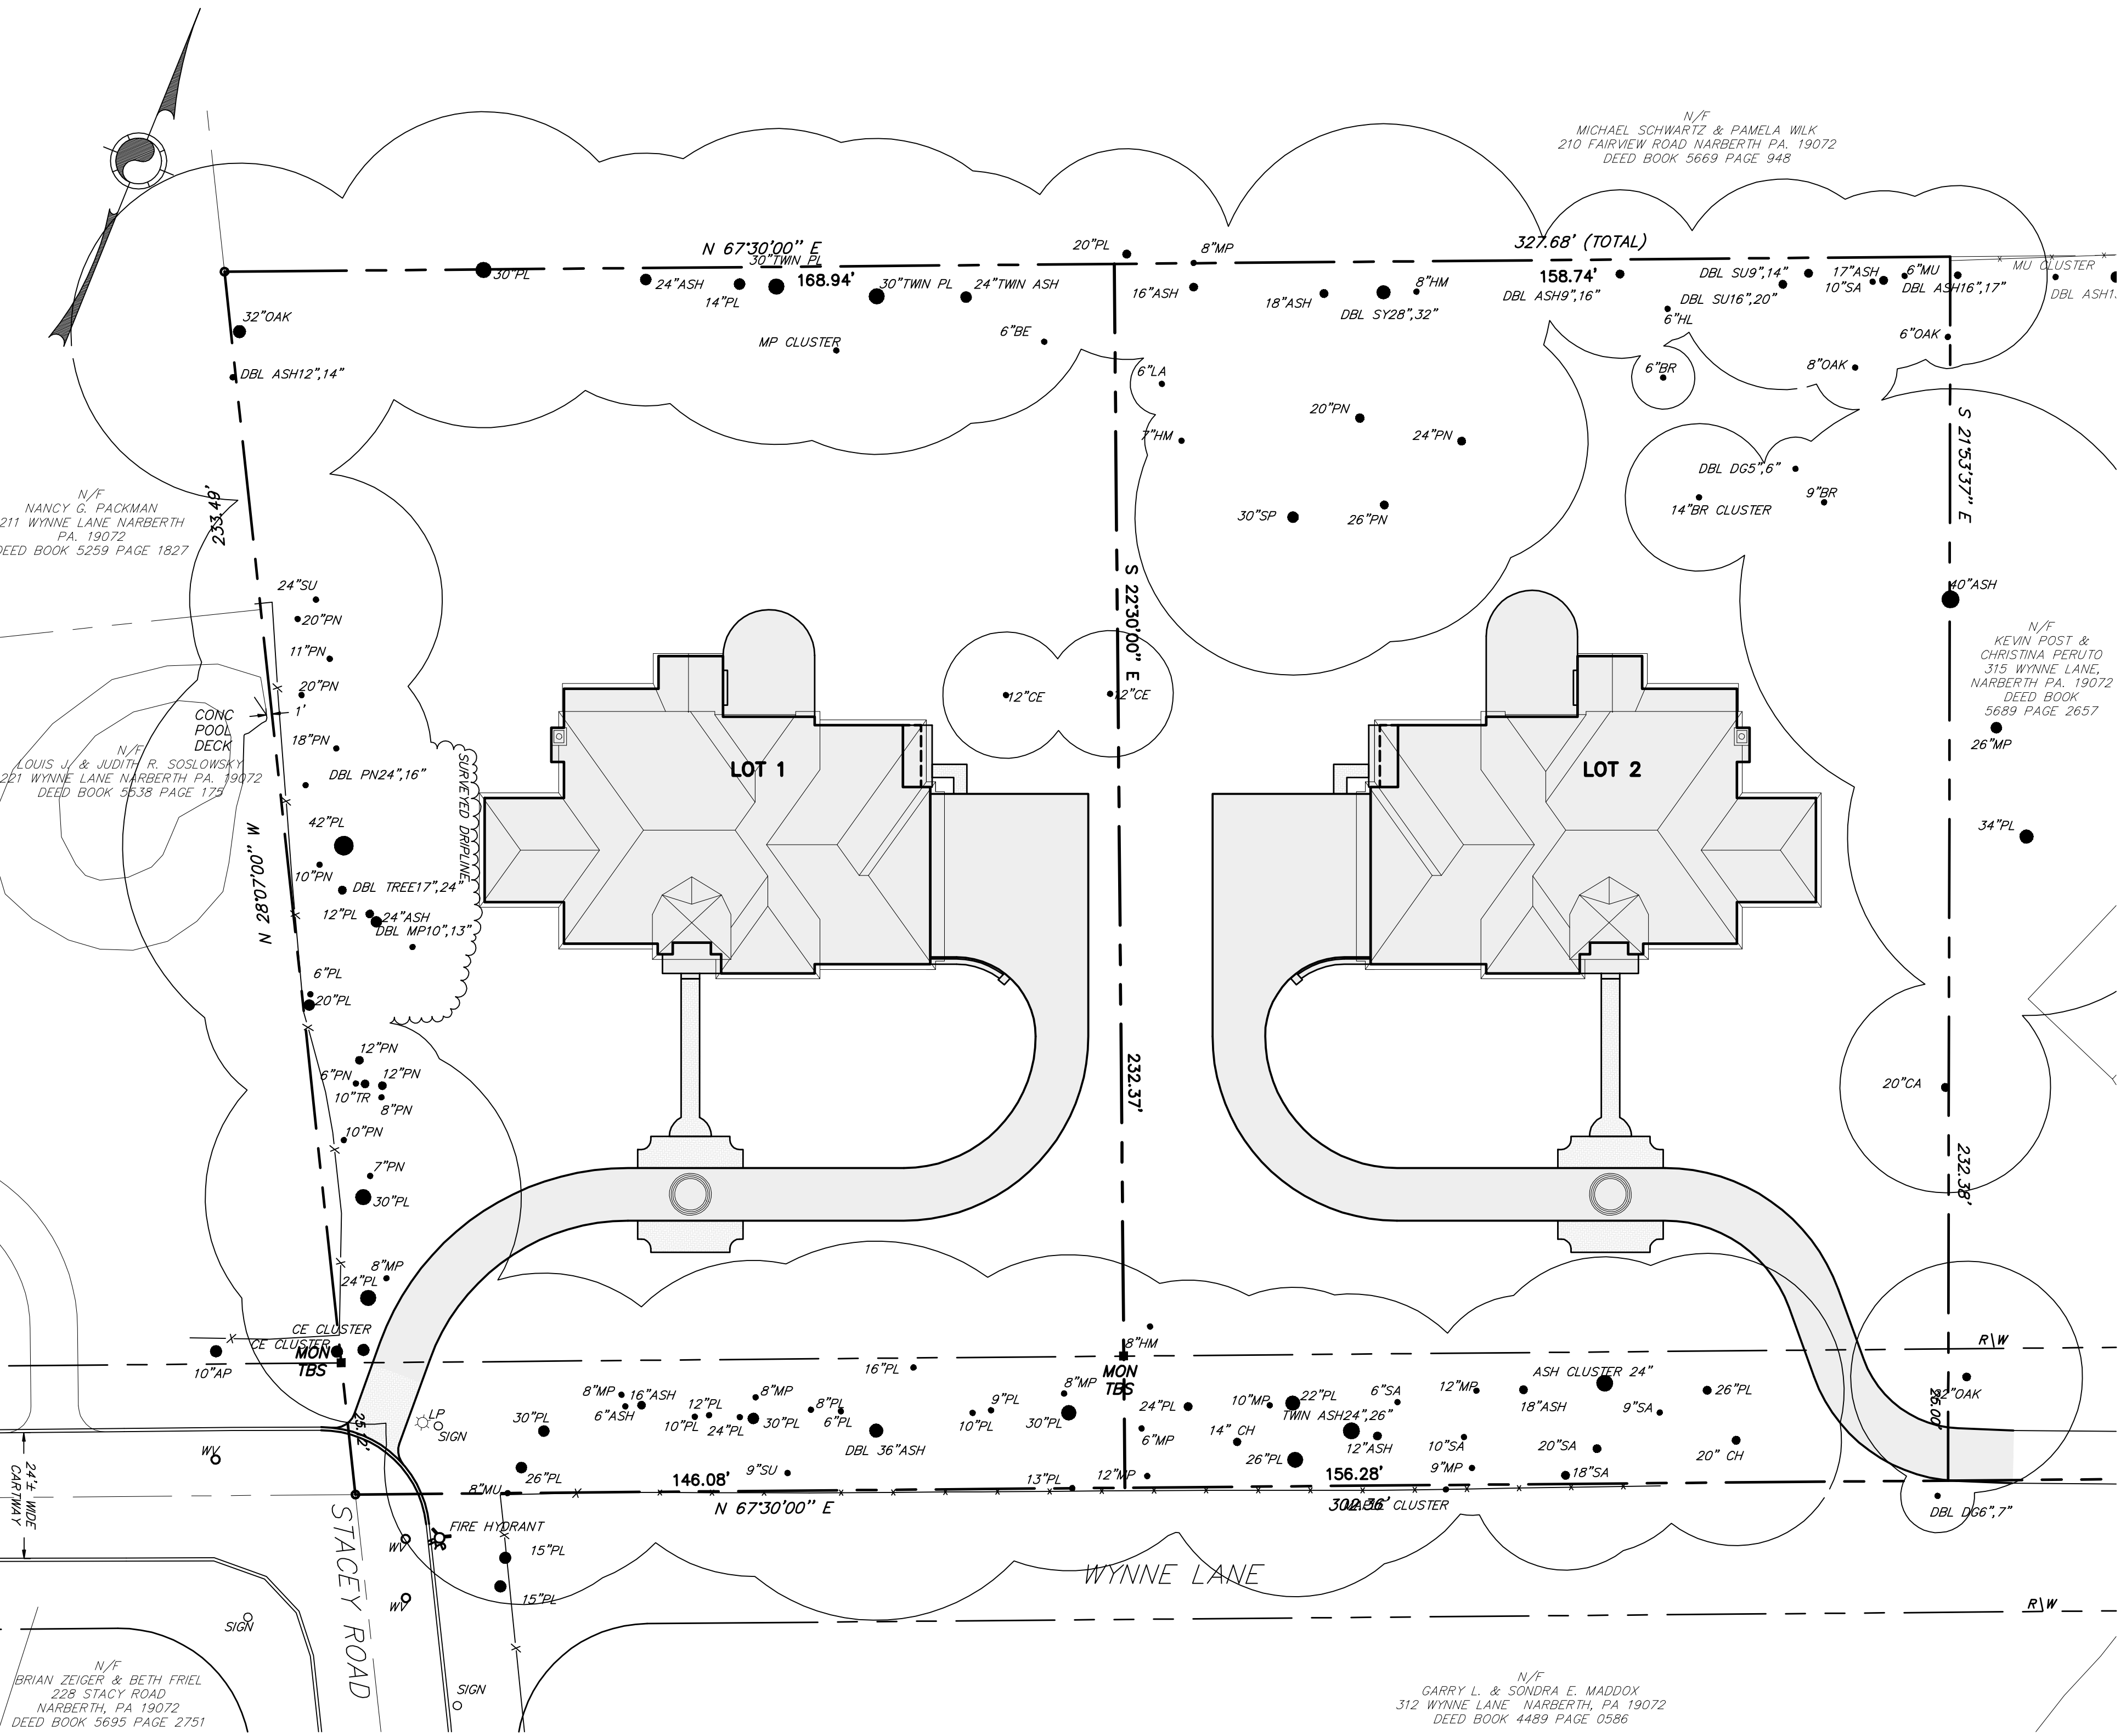 N/F
MICHAEL SCHWARTZ & PAMELA WILK
210 FAIRVIEW ROAD NARBERTH PA. 19072
DEED BOOK 5669 PAGE 948
N 67°30'00" E
327.68' (TOTAL)
20"PL
8"MP
30"TWIN PL
30"PL
24"ASH
14"PL
168.94'
30"TWIN PL
24"TWIN ASH
16"ASH
18"ASH
DBL SY28",32"
8"HM
158.74'
DBL ASH9",16"
DBL SU9",14"
DBL SU16",20"
17"ASH
10"SA
6"MU
DBL ASH16",17"
MU CLUSTER
DBL ASH1
32"OAK
6"HL
6"OAK
MP CLUSTER
6"BE
DBL ASH12",14"
6"LA
6"BR
8"OAK
20"PN
7"HM
24"PN
S 21°53'37" E
DBL DG5",6"
9"BR
14"BR CLUSTER
N/F
NANCY G. PACKMAN
211 WYNNE LANE NARBERTH
PA. 19072
DEED BOOK 5259 PAGE 1827
233.49'
30"SP
26"PN
24"SU
20"PN
S 22°30'00" E
40"ASH
11"PN
20"PN
1'
CONC
POOL
DECK
12"CE
12"CE
N/F
KEVIN POST &
CHRISTINA PERUTO
315 WYNNE LANE,
NARBERTH PA. 19072
DEED BOOK
5689 PAGE 2657
18"PN
26"MP
N/F
LOUIS J. & JUDITH R. SOSLOWSKY
221 WYNNE LANE NARBERTH PA. 19072
DEED BOOK 5538 PAGE 175
DBL PN24",16"
SURVEYED DRIPLINE
LOT 1
LOT 2
42"PL
34"PL
N 28°07'00" W
10"PN
DBL TREE17",24"
12"PL
24"ASH
DBL MP10",13"
6"PL
20"PL
12"PN
6"PN
12"PN
10"TR
8"PN
232.37'
20"CA
10"PN
7"PN
30"PL
232.38'
8"MP
24"PL
CE CLUSTER
CE CLUSTER
MON
TBS
10"AP
8"HM
MON
TBS
R\W
16"PL
ASH CLUSTER 24"
8"MP
16"ASH
6"ASH
12"PL
10"PL
8"MP
24"PL
30"PL
8"PL
6"PL
9"PL
10"PL
8"MP
30"PL
24"PL
10"MP
22"PL
6"SA
12"MP
18"ASH
9"SA
26"PL
32"OAK
25.00'
LP
SIGN
30"PL
DBL 36"ASH
6"MP
14" CH
TWIN ASH24",26"
12"ASH
10"SA
20"SA
20" CH
25.12'
WV
26"PL
9"SU
26"PL
9"MP
18"SA
8"MU
146.08'
13"PL
12"MP
156.28'
N 67°30'00" E
302.36'
CLUSTER
DBL DG6",7"
24'± WIDE
CARTWAY
FIRE HYDRANT
WV
15"PL
15"PL
WV
SIGN
STACEY ROAD
WYNNE LANE
R\W
SIGN
N/F
BRIAN ZEIGER & BETH FRIEL
228 STACY ROAD
NARBERTH, PA 19072
DEED BOOK 5695 PAGE 2751
N/F
GARRY L. & SONDRA E. MADDOX
312 WYNNE LANE NARBERTH, PA 19072
DEED BOOK 4489 PAGE 0586